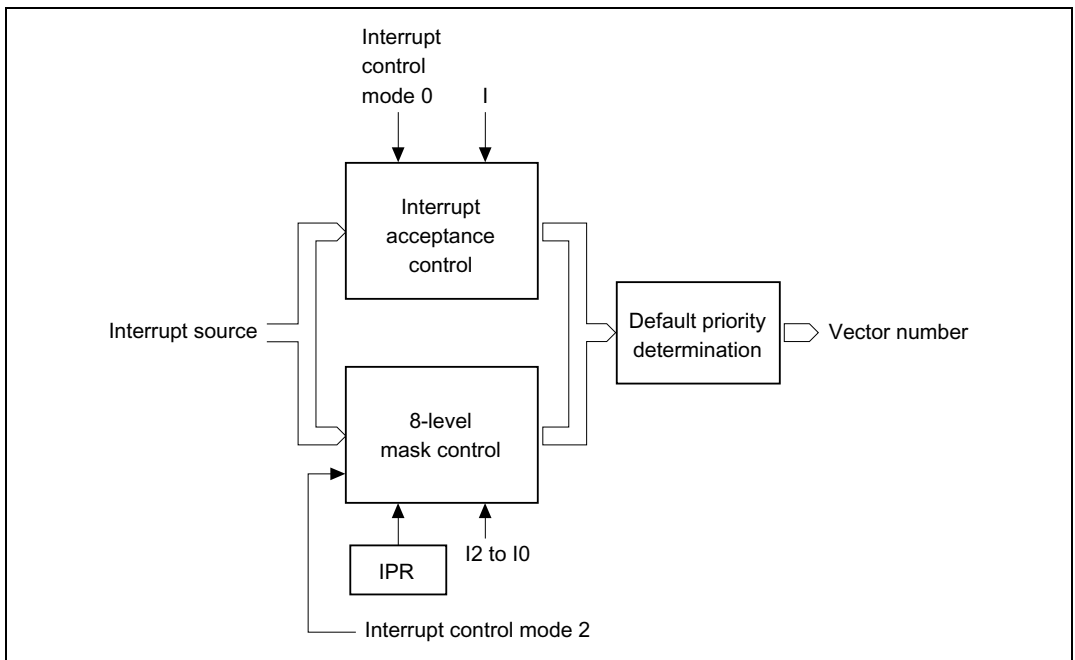 Interrupt
control
mode 0
I
Interrupt
acceptance
control
Interrupt source
Default priority
determination
Vector number
8-level
mask control
I2 to I0
IPR
Interrupt control mode 2